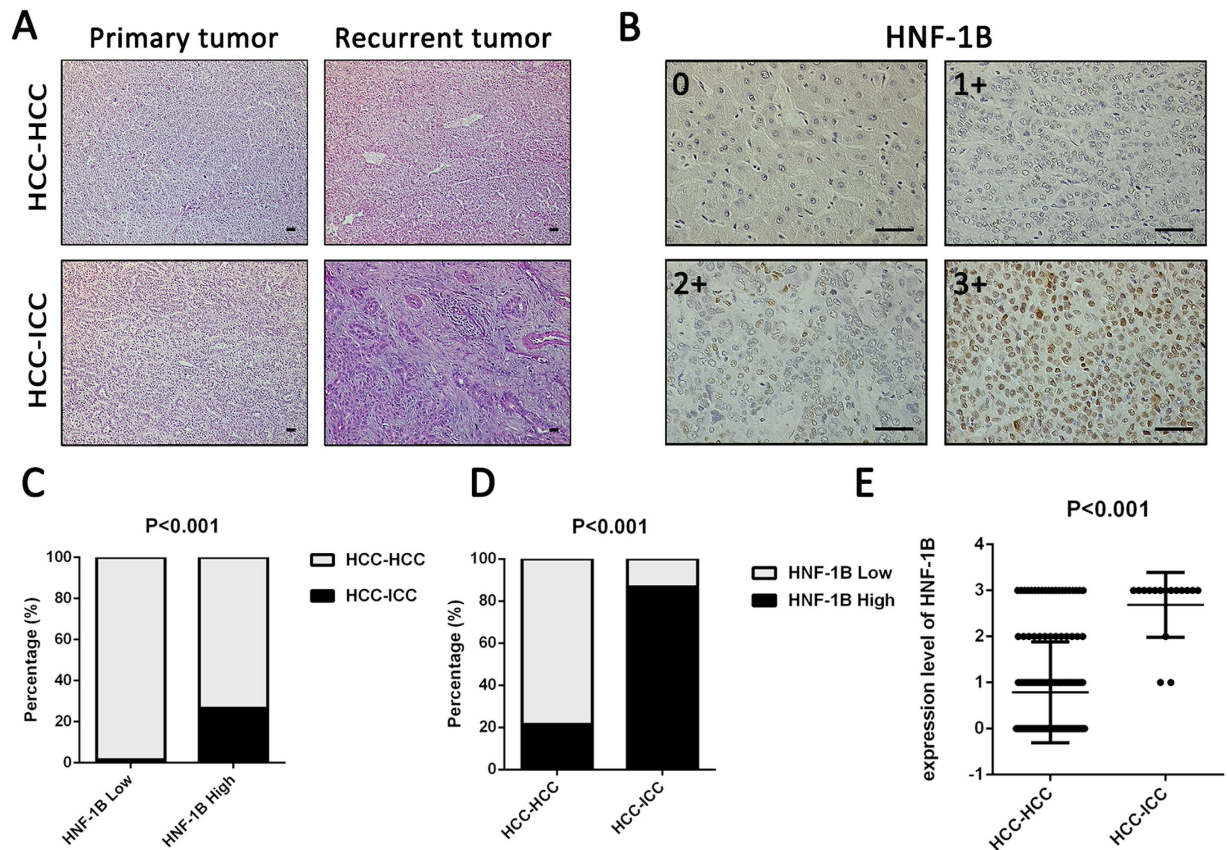 A
Primary tumor
Recurrent tumor
HCC-HCC
HCC-ICC
B
HNF-1B
0
1+
2+
3+
C
P<0.001
Percentage (%)
100
80
60
40
20
0
HNF-1B Low
HNF-1B High
HCC-HCC
HCC-ICC
D
P<0.001
Percentage (%)
100
80
60
40
20
0
HCC-HCC
HCC-ICC
HNF-1B Low
HNF-1B High
E
P<0.001
expression level of HNF-1B
4
3
2
1
0
-1
HCC-HCC
HCC-ICC